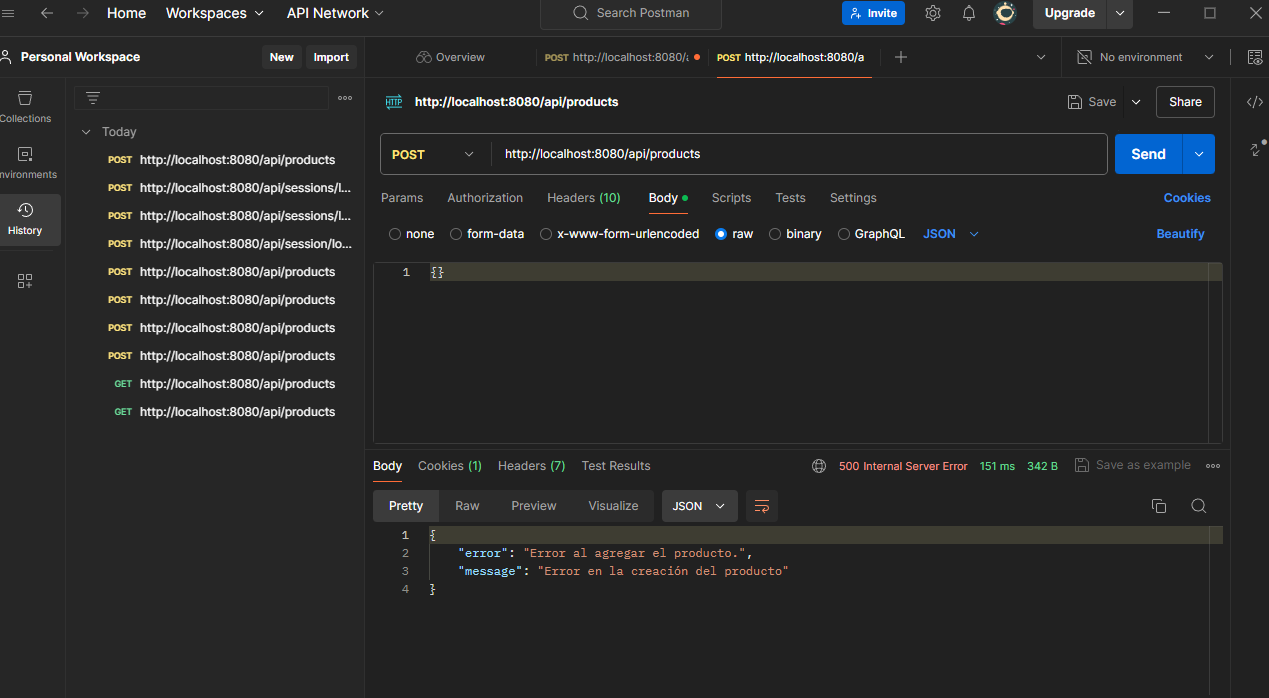 Home Workspaces API Network Search Postman Invite Upgrade
Personal Workspace New Import Overview POST http://localhost:8080/a POST http://localhost:8080/a No environment
Collections
Environments
History
Today
POST http://localhost:8080/api/products
POST http://localhost:8080/api/sessions/l...
POST http://localhost:8080/api/sessions/l...
POST http://localhost:8080/api/session/lo...
POST http://localhost:8080/api/products
POST http://localhost:8080/api/products
POST http://localhost:8080/api/products
POST http://localhost:8080/api/products
GET http://localhost:8080/api/products
GET http://localhost:8080/api/products
HTTP http://localhost:8080/api/products Save Share
POST http://localhost:8080/api/products Send
Params Authorization Headers (10) Body Scripts Tests Settings Cookies
none form-data x-www-form-urlencoded raw binary GraphQL JSON Beautify
1 {}
Body Cookies (1) Headers (7) Test Results 500 Internal Server Error 151 ms 342 B Save as example
Pretty Raw Preview Visualize JSON
1 {
2 "error": "Error al agregar el producto.",
3 "message": "Error en la creación del producto"
4 }